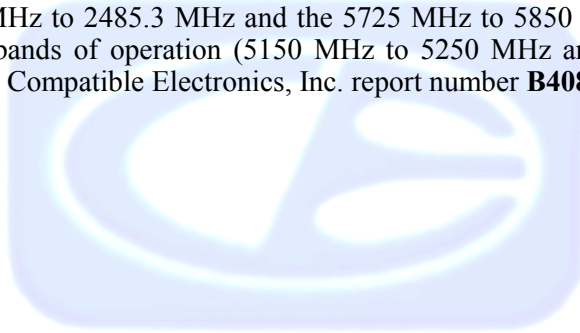 MHz to 2485.3 MHz and the 5725 MHz to 5850
bands of operation (5150 MHz to 5250 MHz an
Compatible Electronics, Inc. report number B408